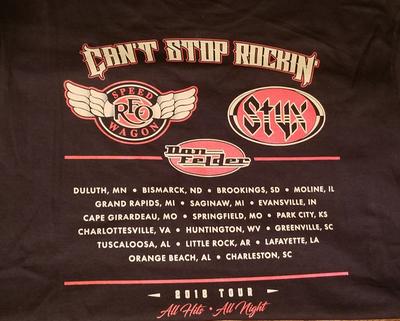 CAN'T STOP ROCKIN'
REO
SPEED
WAGON
STYX
Don Felder
DULUTH, MN • BISMARCK, ND • BROOKINGS, SD • MOLINE, IL
GRAND RAPIDS, MI • SAGINAW, MI • EVANSVILLE, IN
CAPE GIRARDEAU, MO • SPRINGFIELD, MO • PARK CITY, KS
CHARLOTTESVILLE, VA • HUNTINGTON, WV • GREENVILLE, SC
TUSCALOOSA, AL • LITTLE ROCK, AR • LAFAYETTE, LA
ORANGE BEACH, AL • CHARLESTON, SC
2018 TOUR
All Hits • All Night